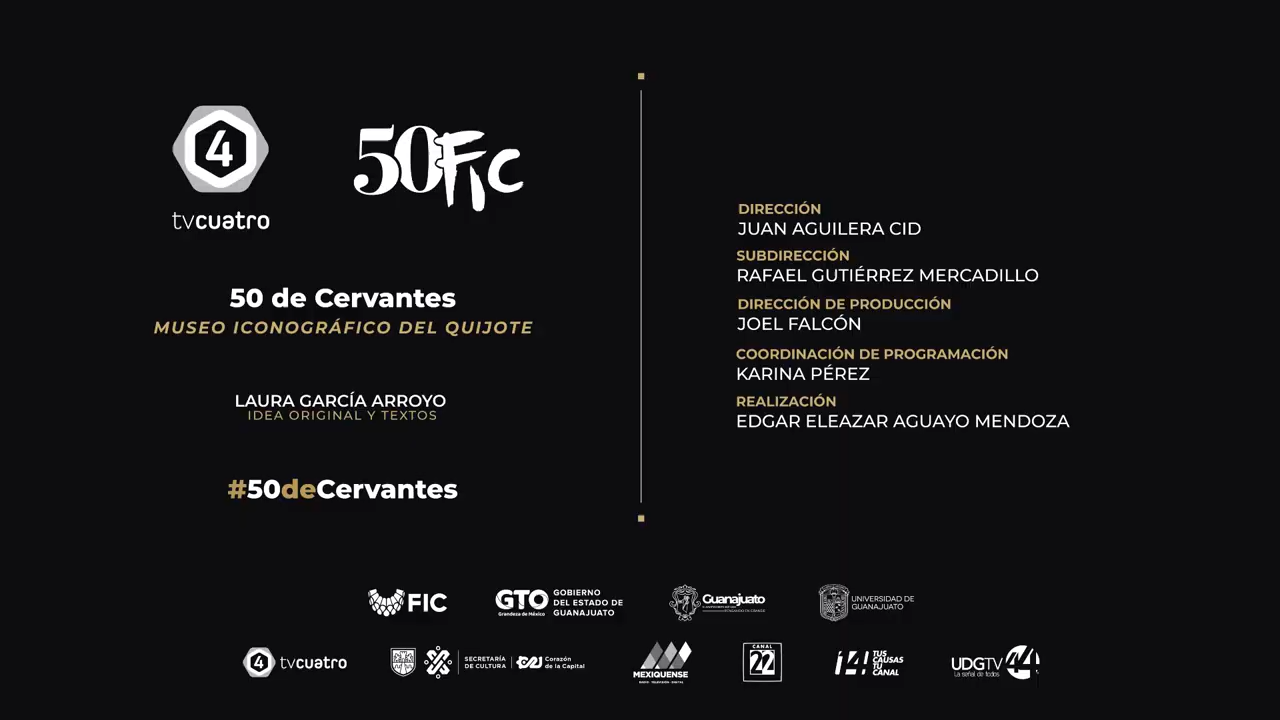 4
tvcuatro
50FIC
50 de Cervantes
MUSEO ICONOGRÁFICO DEL QUIJOTE
LAURA GARCÍA ARROYO
IDEA ORIGINAL Y TEXTOS
#50deCervantes
DIRECCIÓN
JUAN AGUILERA CID
SUBDIRECCIÓN
RAFAEL GUTIÉRREZ MERCADILLO
DIRECCIÓN DE PRODUCCIÓN
JOEL FALCÓN
COORDINACIÓN DE PROGRAMACIÓN
KARINA PÉREZ
REALIZACIÓN
EDGAR ELEAZAR AGUAYO MENDOZA
FIC
GTO
Grandeza de México
GOBIERNO
DEL ESTADO DE
GUANAJUATO
Guanajuato
UNIVERSIDAD DE
GUANAJUATO
4 tvcuatro
SECRETARÍA
DE CULTURA
Corazón
de la Capital
MEXIQUENSE
CANAL
22
14
TUS
CAUSAS
TU
CANAL
UDGTV 44
La señal de todos